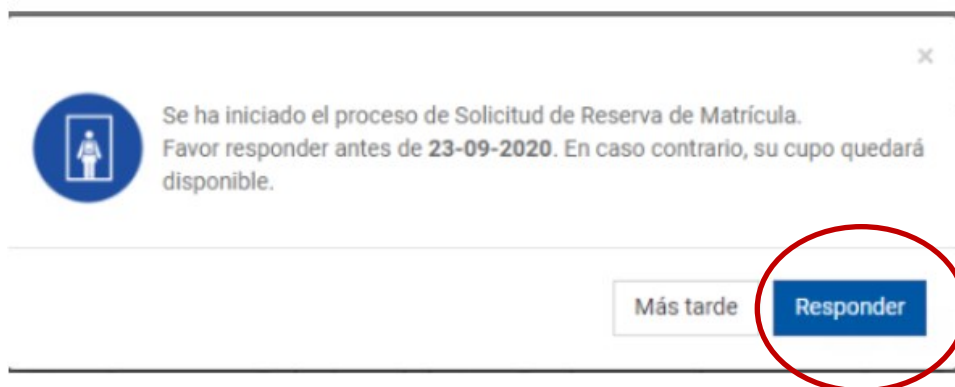 ×
Se ha iniciado el proceso de Solicitud de Reserva de Matrícula.
Favor responder antes de 23-09-2020. En caso contrario, su cupo quedará
disponible.
Más tarde
Responder